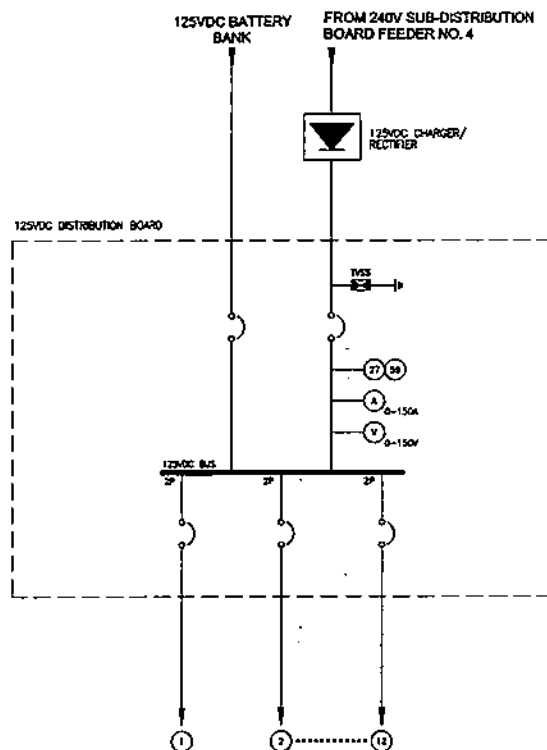 125VDC BATTERY
BANK
FROM 240V SUB-DISTRIBUTION
BOARD FEEDER NO. 4
125VDC CHARGER/
RECTIFIER
125VDC DISTRIBUTION BOARD
TVSS
27 59
A
0-150A
V
0-150V
125VDC BUS
2P 2P 2P
1 2 12